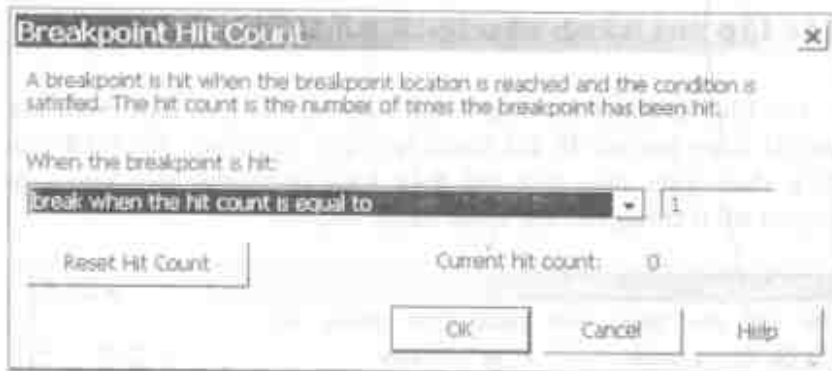 Breakpoint Hit Count
A breakpoint is hit when the breakpoint location is reached and the condition is
satisfied. The hit count is the number of times the breakpoint has been hit.
When the breakpoint is hit:
break when the hit count is equal to 1
Reset Hit Count Current hit count: 0
OK Cancel Help